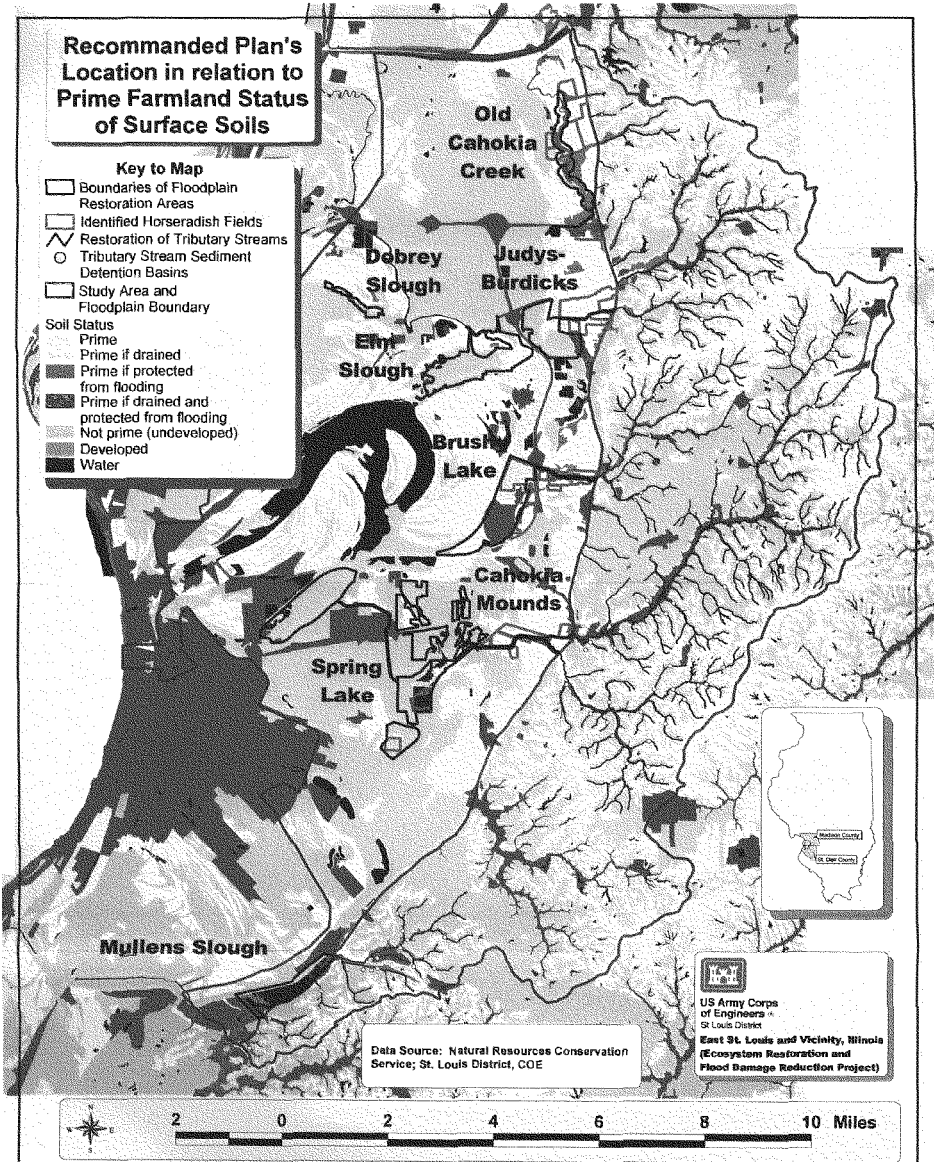 Recommanded Plan's
Location in relation to
Prime Farmland Status
of Surface Soils
Key to Map
Boundaries of Floodplain
Restoration Areas
Identified Horseradish Fields
Restoration of Tributary Streams
Tributary Stream Sediment
Detention Basins
Study Area and
Floodplain Boundary
Soil Status
Prime
Prime if drained
Prime if protected
from flooding
Prime if drained and
protected from flooding
Not prime (undeveloped)
Developed
Water
Old
Cahokia
Creek
Dobrey
Slough
Judys-
Burdicks
Elm
Slough
Brush
Lake
Cahokia
Mounds
Spring
Lake
Mullens Slough
Madison County
St. Clair County
US Army Corps
of Engineers ®
St Louis District
East St. Louis and Vicinity, Illinois
(Ecosystem Restoration and
Flood Damage Reduction Project)
Data Source: Natural Resources Conservation
Service; St. Louis District, COE
N
W E
S
2 0 2 4 6 8 10 Miles